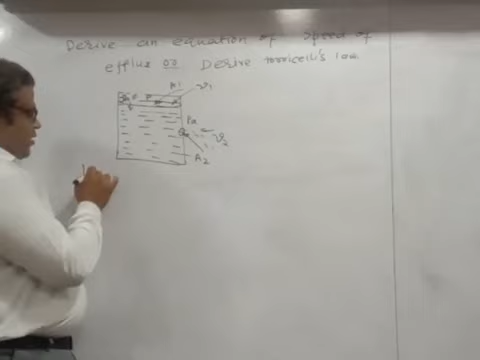 Derive an equation of speed of
efflux OR Derive torricelli's law
A1 v1
P
Pa
v2
A2